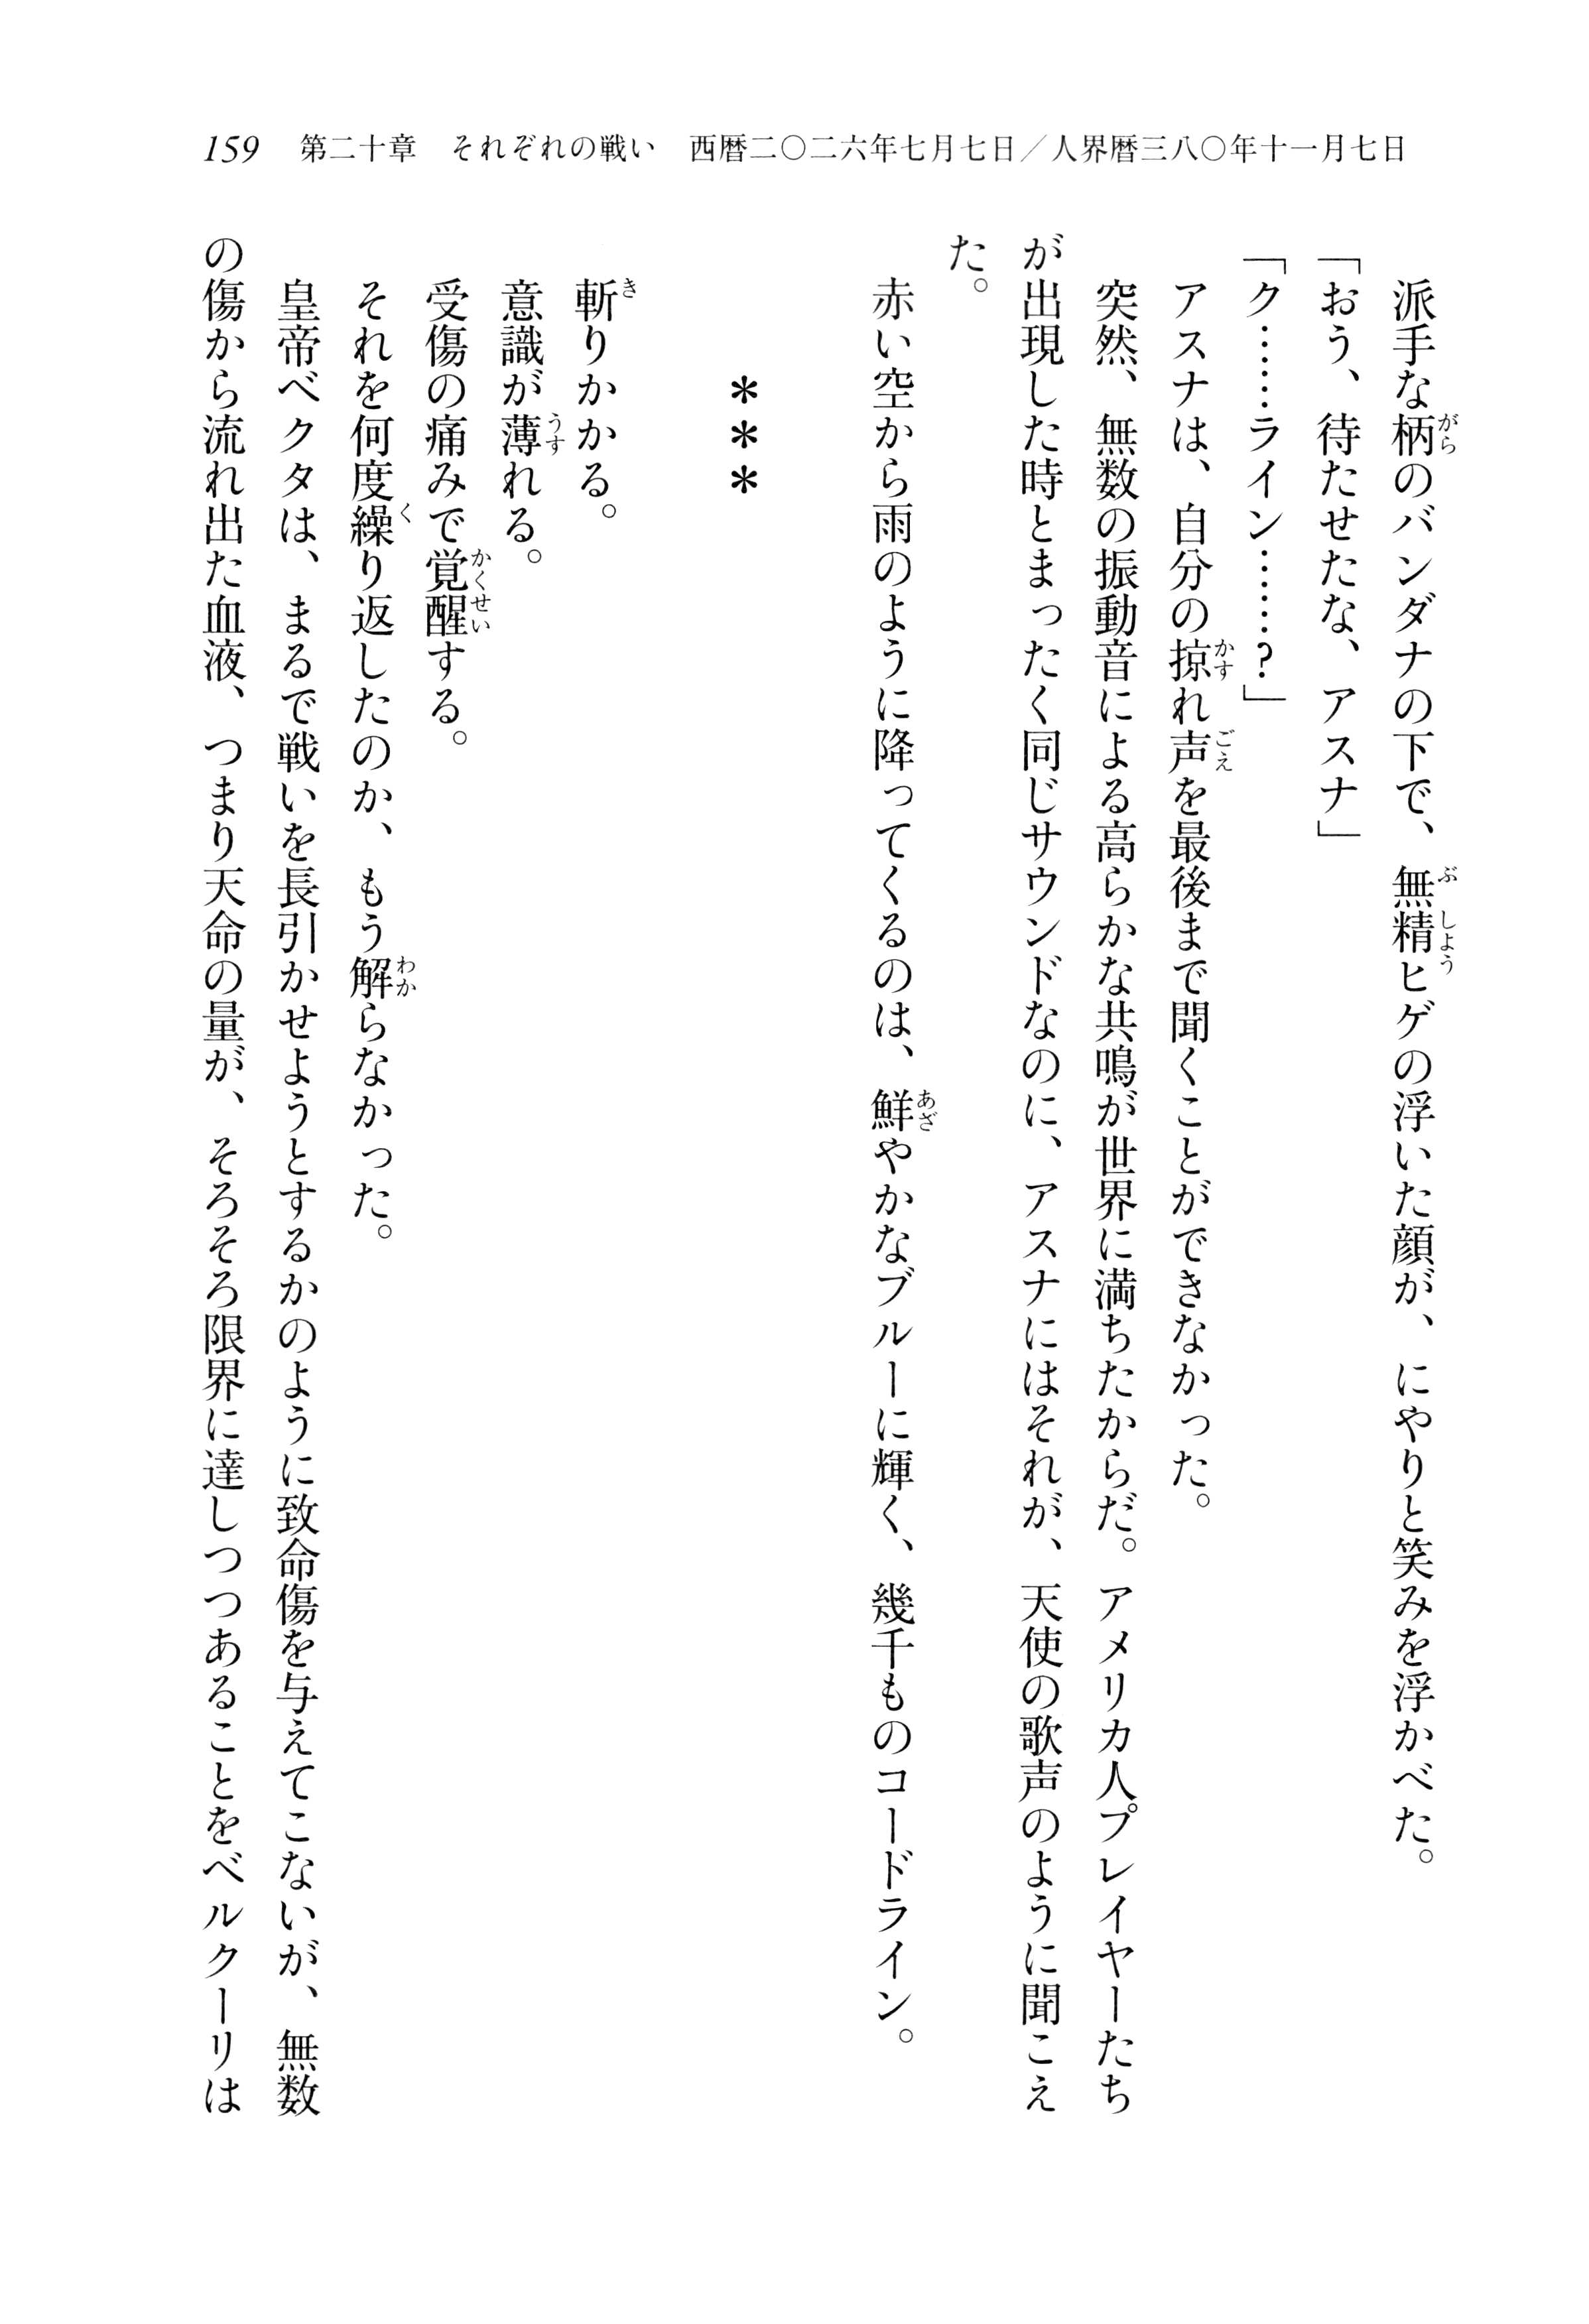 159　第二十章　それぞれの戦い　西暦二〇二六年七月七日／人界暦三八〇年十一月七日
派手な柄のバンダナの下で、無精ヒゲの浮いた顔が、にやりと笑みを浮かべた。
「おう、待たせたな、アスナ」
「ク……ライン……？」
アスナは、自分の掠れ声を最後まで聞くことができなかった。
突然、無数の振動音による高らかな共鳴が世界に満ちたからだ。アメリカ人プレイヤーたち
が出現した時とまったく同じサウンドなのに、アスナにはそれが、天使の歌声のように聞こえ
た。
赤い空から雨のように降ってくるのは、鮮やかなブルーに輝く、幾千ものコードライン。
＊＊＊
斬りかかる。
意識が薄れる。
受傷の痛みで覚醒する。
それを何度繰り返したのか、もう解らなかった。
皇帝ベクタは、まるで戦いを長引かせようとするかのように致命傷を与えてこないが、無数
の傷から流れ出た血液、つまり天命の量が、そろそろ限界に達しつつあることをベルクーリは